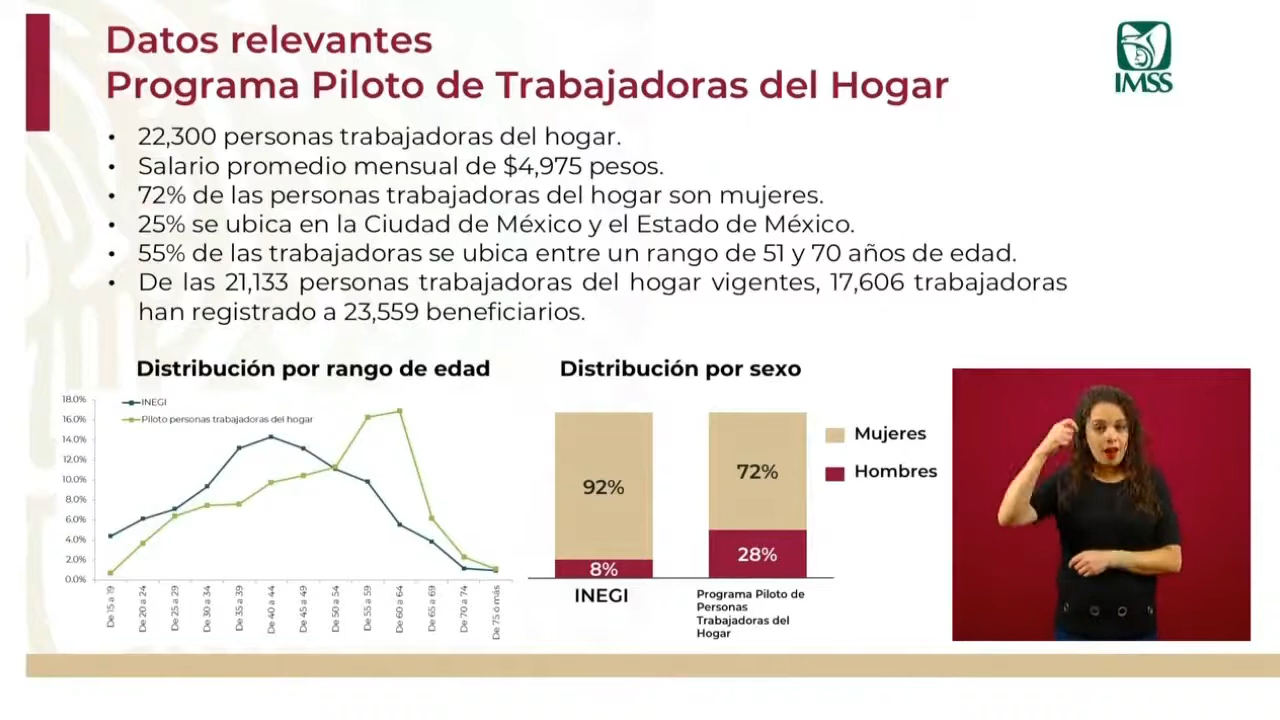 Datos relevantes
Programa Piloto de Trabajadoras del Hogar
IMSS
• 22,300 personas trabajadoras del hogar.
• Salario promedio mensual de $4,975 pesos.
• 72% de las personas trabajadoras del hogar son mujeres.
• 25% se ubica en la Ciudad de México y el Estado de México.
• 55% de las trabajadoras se ubica entre un rango de 51 y 70 años de edad.
• De las 21,133 personas trabajadoras del hogar vigentes, 17,606 trabajadoras
han registrado a 23,559 beneficiarios.
Distribución por rango de edad
INEGI
Piloto personas trabajadoras del hogar
18.0%
16.0%
14.0%
12.0%
10.0%
8.0%
6.0%
4.0%
2.0%
0.0%
De 15 a 19
De 20 a 24
De 25 a 29
De 30 a 34
De 35 a 39
De 40 a 44
De 45 a 49
De 50 a 54
De 55 a 59
De 60 a 64
De 65 a 69
De 70 a 74
De 75 ó más
Distribución por sexo
92%
8%
72%
28%
INEGI
Programa Piloto de
Personas
Trabajadoras del
Hogar
Mujeres
Hombres